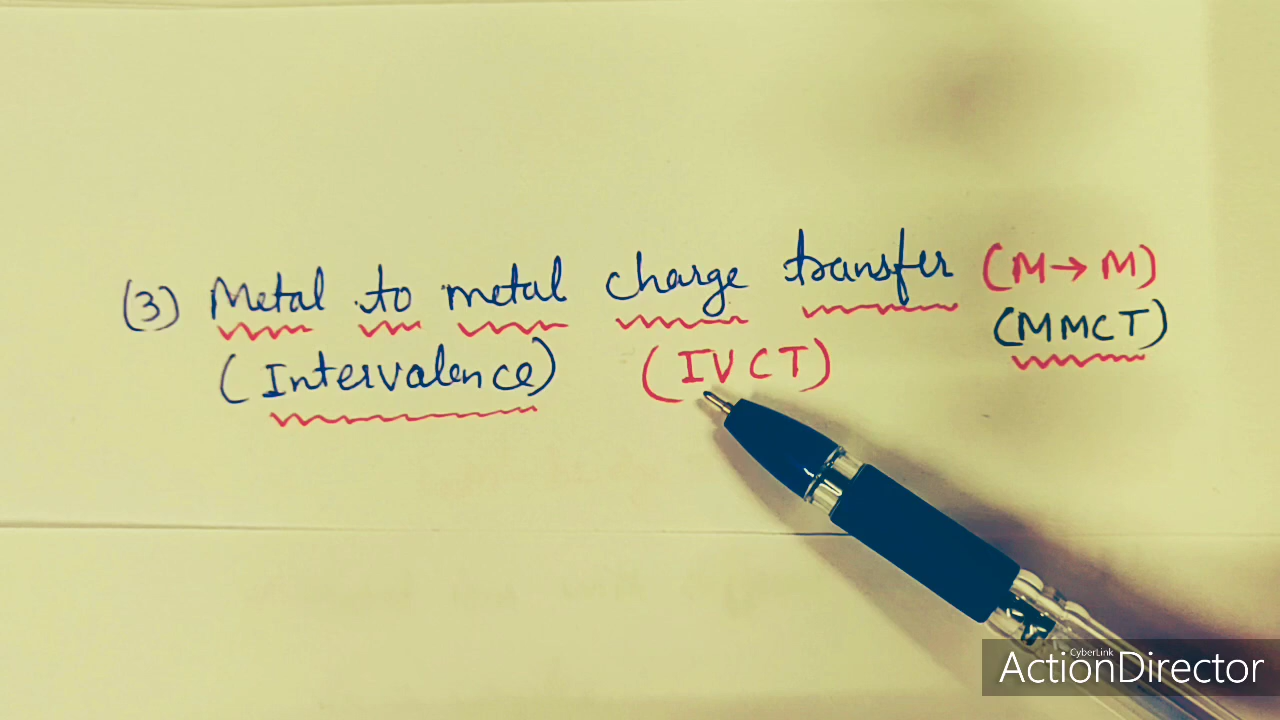 (3) Metal to metal charge transfer (M→M)
(MMCT)
(Intervalence) (IVCT)
CyberLink
ActionDirector